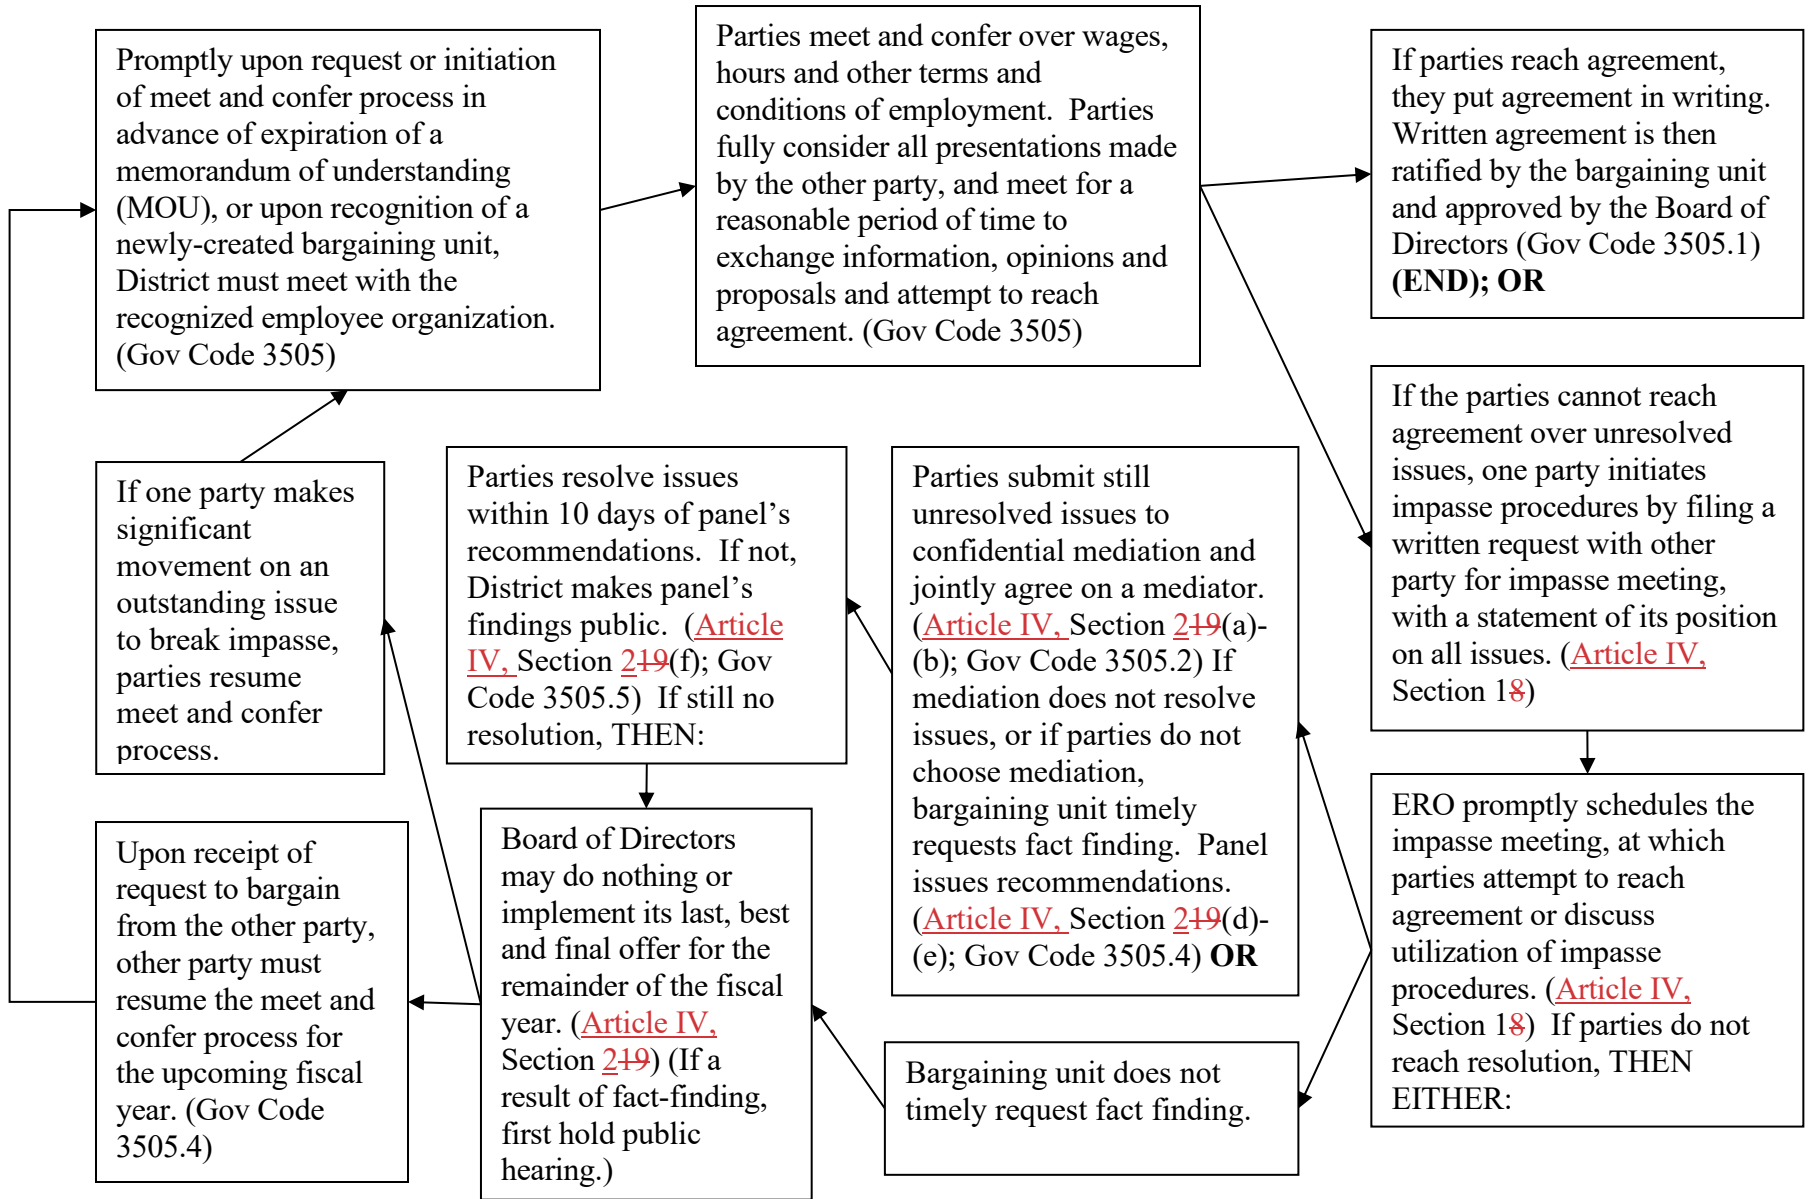 Promptly upon request or initiation
of meet and confer process in
advance of expiration of a
memorandum of understanding
(MOU), or upon recognition of a
newly-created bargaining unit,
District must meet with the
recognized employee organization.
(Gov Code 3505)
Parties meet and confer over wages,
hours and other terms and
conditions of employment.  Parties
fully consider all presentations made
by the other party, and meet for a
reasonable period of time to
exchange information, opinions and
proposals and attempt to reach
agreement. (Gov Code 3505)
If parties reach agreement,
they put agreement in writing.
Written agreement is then
ratified by the bargaining unit
and approved by the Board of
Directors (Gov Code 3505.1)
(END); OR
If the parties cannot reach
agreement over unresolved
issues, one party initiates
impasse procedures by filing a
written request with other
party for impasse meeting,
with a statement of its position
on all issues. (Article IV,
Section 18)
ERO promptly schedules the
impasse meeting, at which
parties attempt to reach
agreement or discuss
utilization of impasse
procedures. (Article IV,
Section 18)  If parties do not
reach resolution, THEN
EITHER:
Parties submit still
unresolved issues to
confidential mediation and
jointly agree on a mediator.
(Article IV, Section 219(a)-
(b); Gov Code 3505.2) If
mediation does not resolve
issues, or if parties do not
choose mediation,
bargaining unit timely
requests fact finding.  Panel
issues recommendations.
(Article IV, Section 219(d)-
(e); Gov Code 3505.4) OR
Bargaining unit does not
timely request fact finding.
Parties resolve issues
within 10 days of panel's
recommendations.  If not,
District makes panel's
findings public.  (Article
IV, Section 219(f); Gov
Code 3505.5)  If still no
resolution, THEN:
Board of Directors
may do nothing or
implement its last, best
and final offer for the
remainder of the fiscal
year. (Article IV,
Section 219) (If a
result of fact-finding,
first hold public
hearing.)
If one party makes
significant
movement on an
outstanding issue
to break impasse,
parties resume
meet and confer
process.
Upon receipt of
request to bargain
from the other party,
other party must
resume the meet and
confer process for
the upcoming fiscal
year. (Gov Code
3505.4)